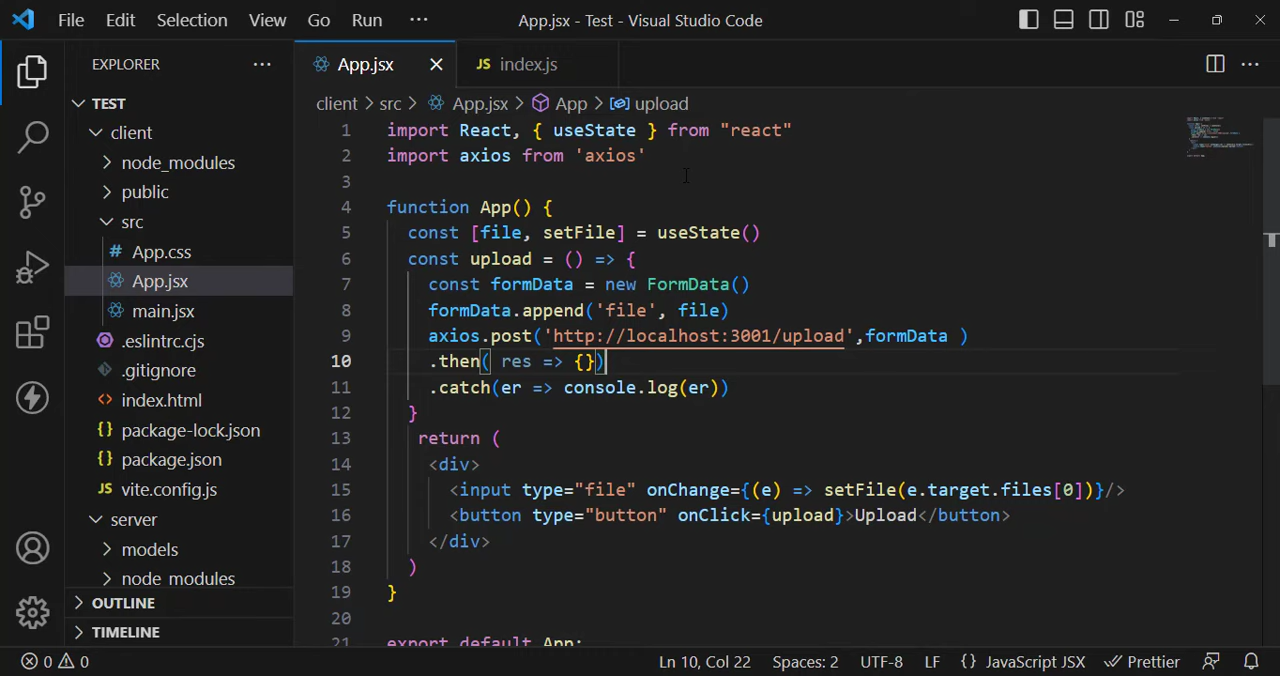 File Edit Selection View Go Run ··· App.jsx - Test - Visual Studio Code
EXPLORER ···
TEST
client
node_modules
public
src
# App.css
App.jsx
main.jsx
.eslintrc.cjs
.gitignore
<> index.html
{} package-lock.json
{} package.json
JS vite.config.js
server
models
node_modules
OUTLINE
TIMELINE
App.jsx
JS index.js
client > src > App.jsx > App > upload
1 import React, { useState } from "react"
2 import axios from 'axios'
3
4 function App() {
5 const [file, setFile] = useState()
6 const upload = () => {
7 const formData = new FormData()
8 formData.append('file', file)
9 axios.post('http://localhost:3001/upload',formData )
10 .then( res => {})
11 .catch(er => console.log(er))
12 }
13 return (
14 <div>
15 <input type="file" onChange={(e) => setFile(e.target.files[0])}/>
16 <button type="button" onClick={upload}>Upload</button>
17 </div>
18 )
19 }
20
21 export default App;
0 0 Ln 10, Col 22 Spaces: 2 UTF-8 LF {} JavaScript JSX Prettier